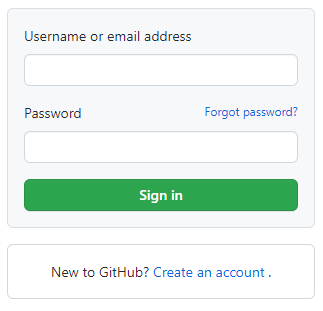 Username or email address
Password Forgot password?
Sign in
New to GitHub? Create an account .